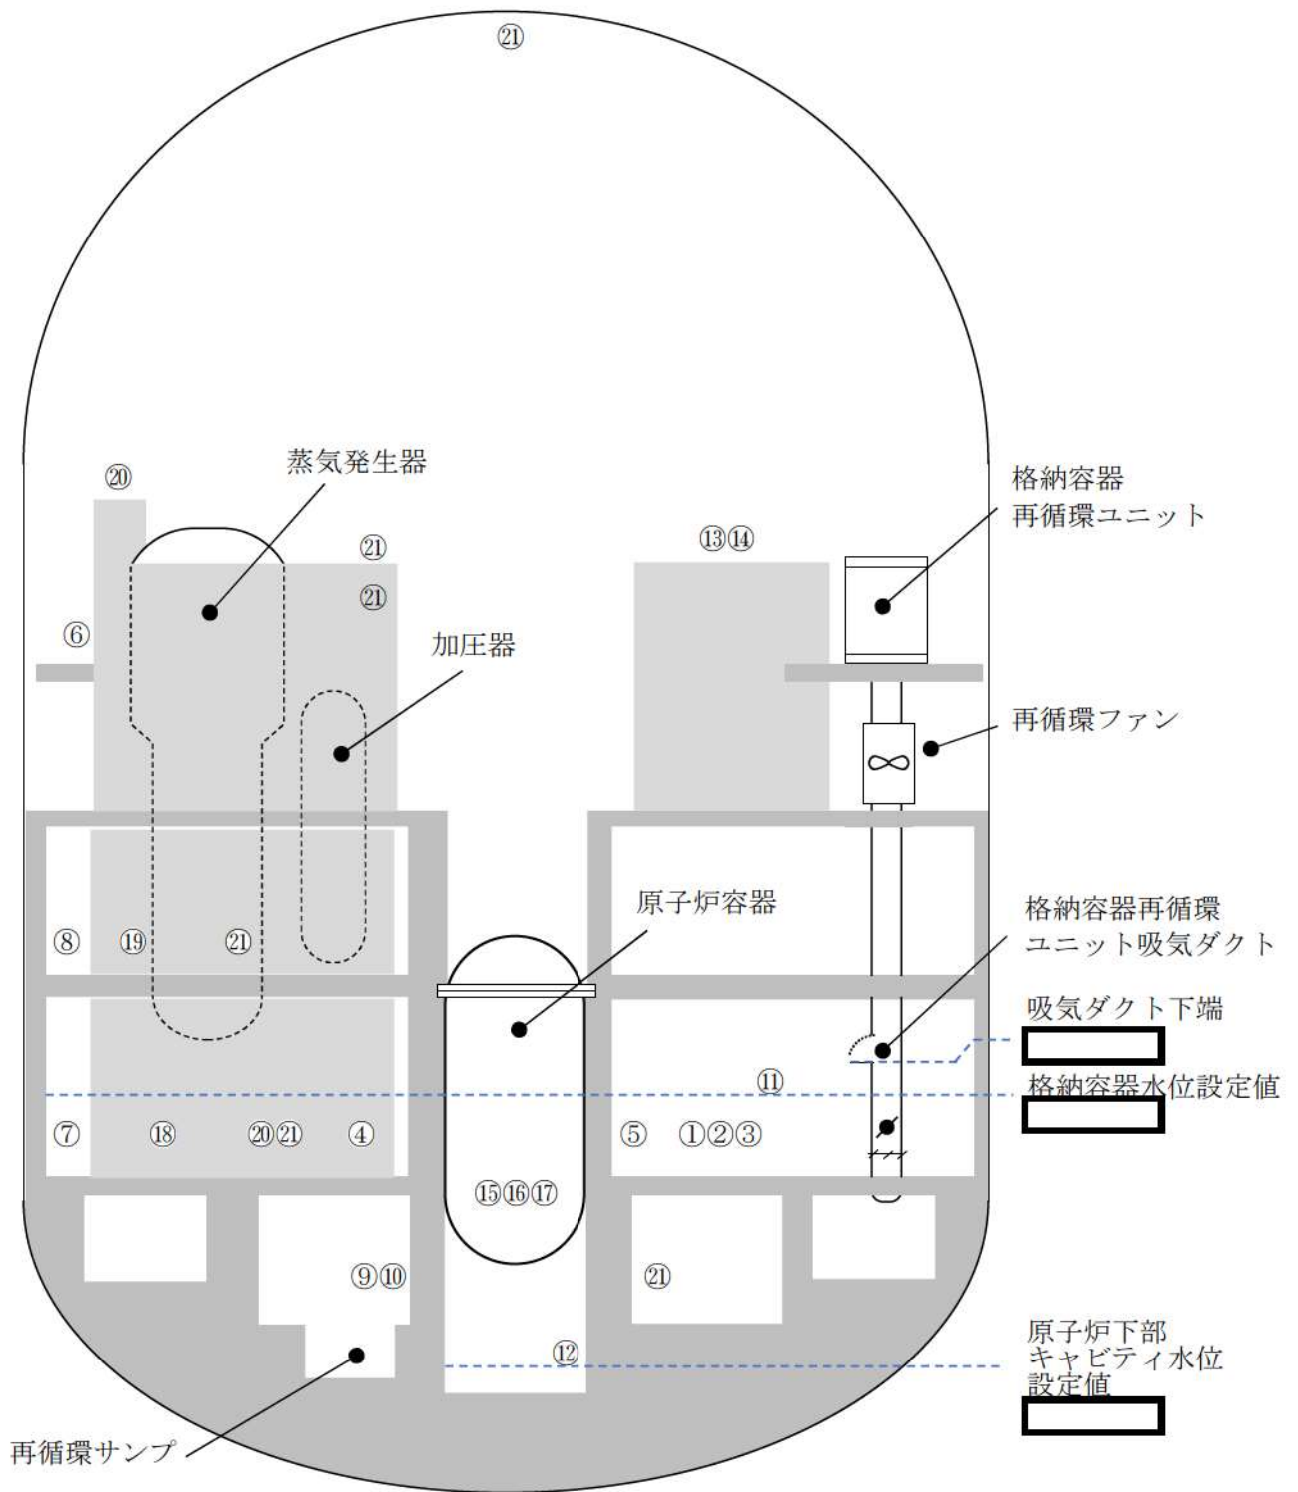 ㉑
蒸気発生器
⑳
格納容器
再循環ユニット
⑬⑭
㉑
㉑
⑥
加圧器
再循環ファン
原子炉容器
格納容器再循環
ユニット吸気ダクト
⑧
⑲
㉑
吸気ダクト下端
⑪
格納容器水位設定値
⑦
⑱
⑳㉑
④
⑤
①②③
⑮⑯⑰
⑨⑩
㉑
原子炉下部
キャビティ水位
設定値
⑫
再循環サンプ